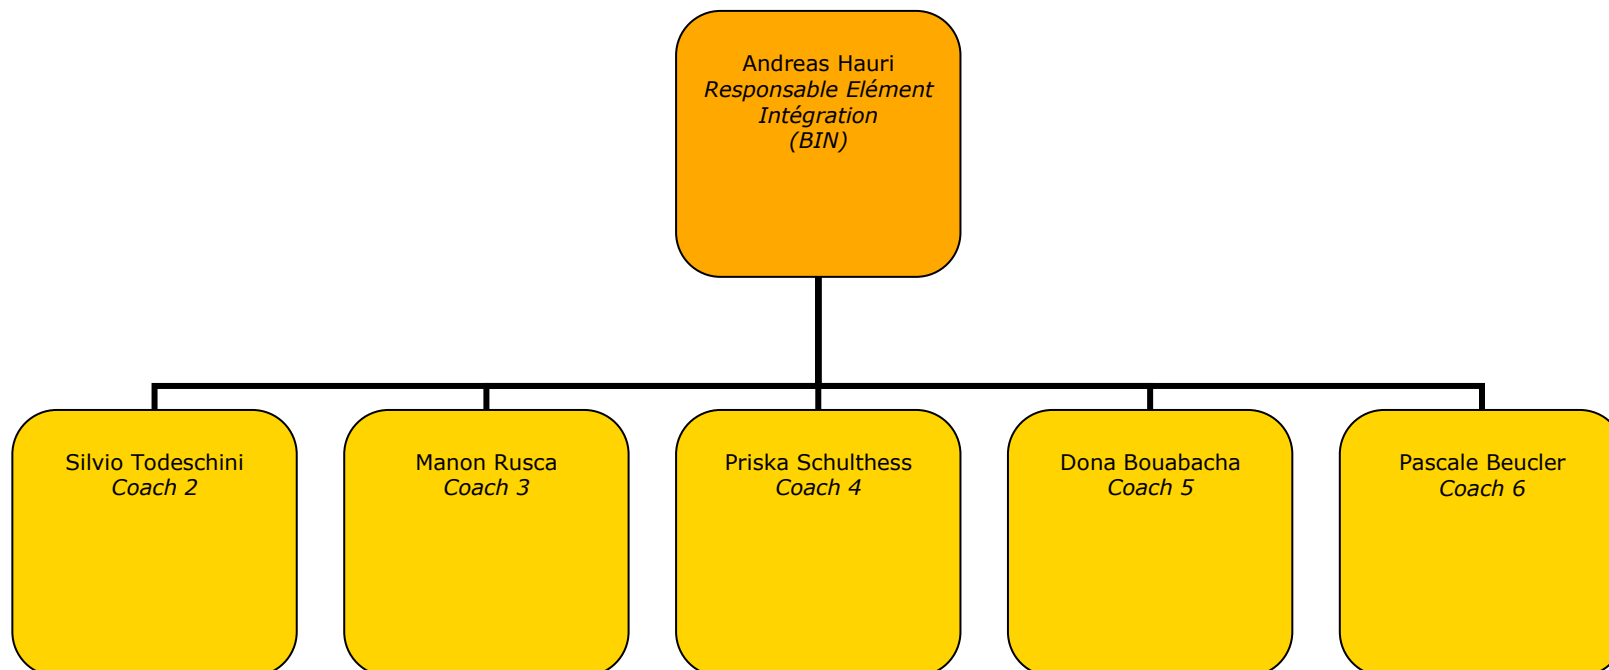 Andreas Hauri
Responsable Elément
Intégration
(BIN)
Silvio Todeschini
Coach 2
Manon Rusca
Coach 3
Priska Schulthess
Coach 4
Dona Bouabacha
Coach 5
Pascale Beucler
Coach 6